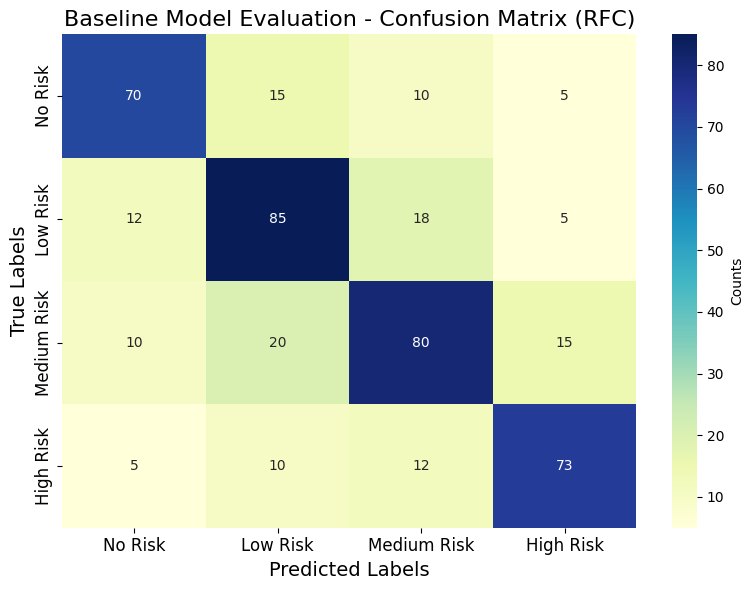 Baseline Model Evaluation - Confusion Matrix (RFC)
True Labels
No Risk
70 15 10 5
Low Risk
12 85 18 5
Medium Risk
10 20 80 15
High Risk
5 10 12 73
No Risk Low Risk Medium Risk High Risk
Predicted Labels
80
70
60
50
40
30
20
10
Counts